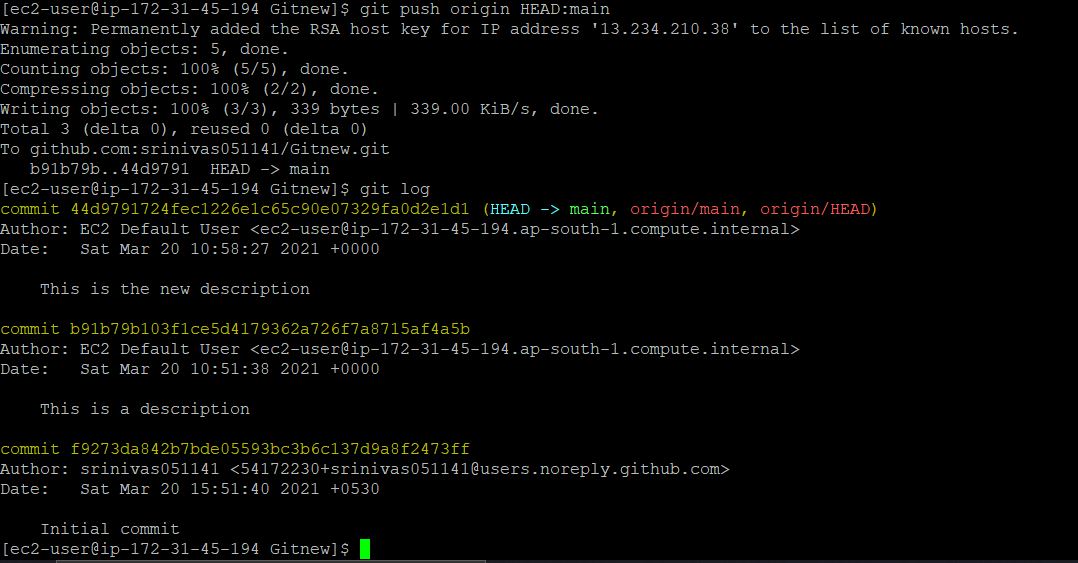 [ec2-user@ip-172-31-45-194 Gitnew]$ git push origin HEAD:main
Warning: Permanently added the RSA host key for IP address '13.234.210.38' to the list of known hosts.
Enumerating objects: 5, done.
Counting objects: 100% (5/5), done.
Compressing objects: 100% (2/2), done.
Writing objects: 100% (3/3), 339 bytes | 339.00 KiB/s, done.
Total 3 (delta 0), reused 0 (delta 0)
To github.com:srinivas051141/Gitnew.git
   b91b79b..44d9791  HEAD -> main
[ec2-user@ip-172-31-45-194 Gitnew]$ git log
commit 44d9791724fec1226e1c65c90e07329fa0d2e1d1 (HEAD -> main, origin/main, origin/HEAD)
Author: EC2 Default User <ec2-user@ip-172-31-45-194.ap-south-1.compute.internal>
Date:   Sat Mar 20 10:58:27 2021 +0000

    This is the new description

commit b91b79b103f1ce5d4179362a726f7a8715af4a5b
Author: EC2 Default User <ec2-user@ip-172-31-45-194.ap-south-1.compute.internal>
Date:   Sat Mar 20 10:51:38 2021 +0000

    This is a description

commit f9273da842b7bde05593bc3b6c137d9a8f2473ff
Author: srinivas051141 <54172230+srinivas051141@users.noreply.github.com>
Date:   Sat Mar 20 15:51:40 2021 +0530

    Initial commit
[ec2-user@ip-172-31-45-194 Gitnew]$